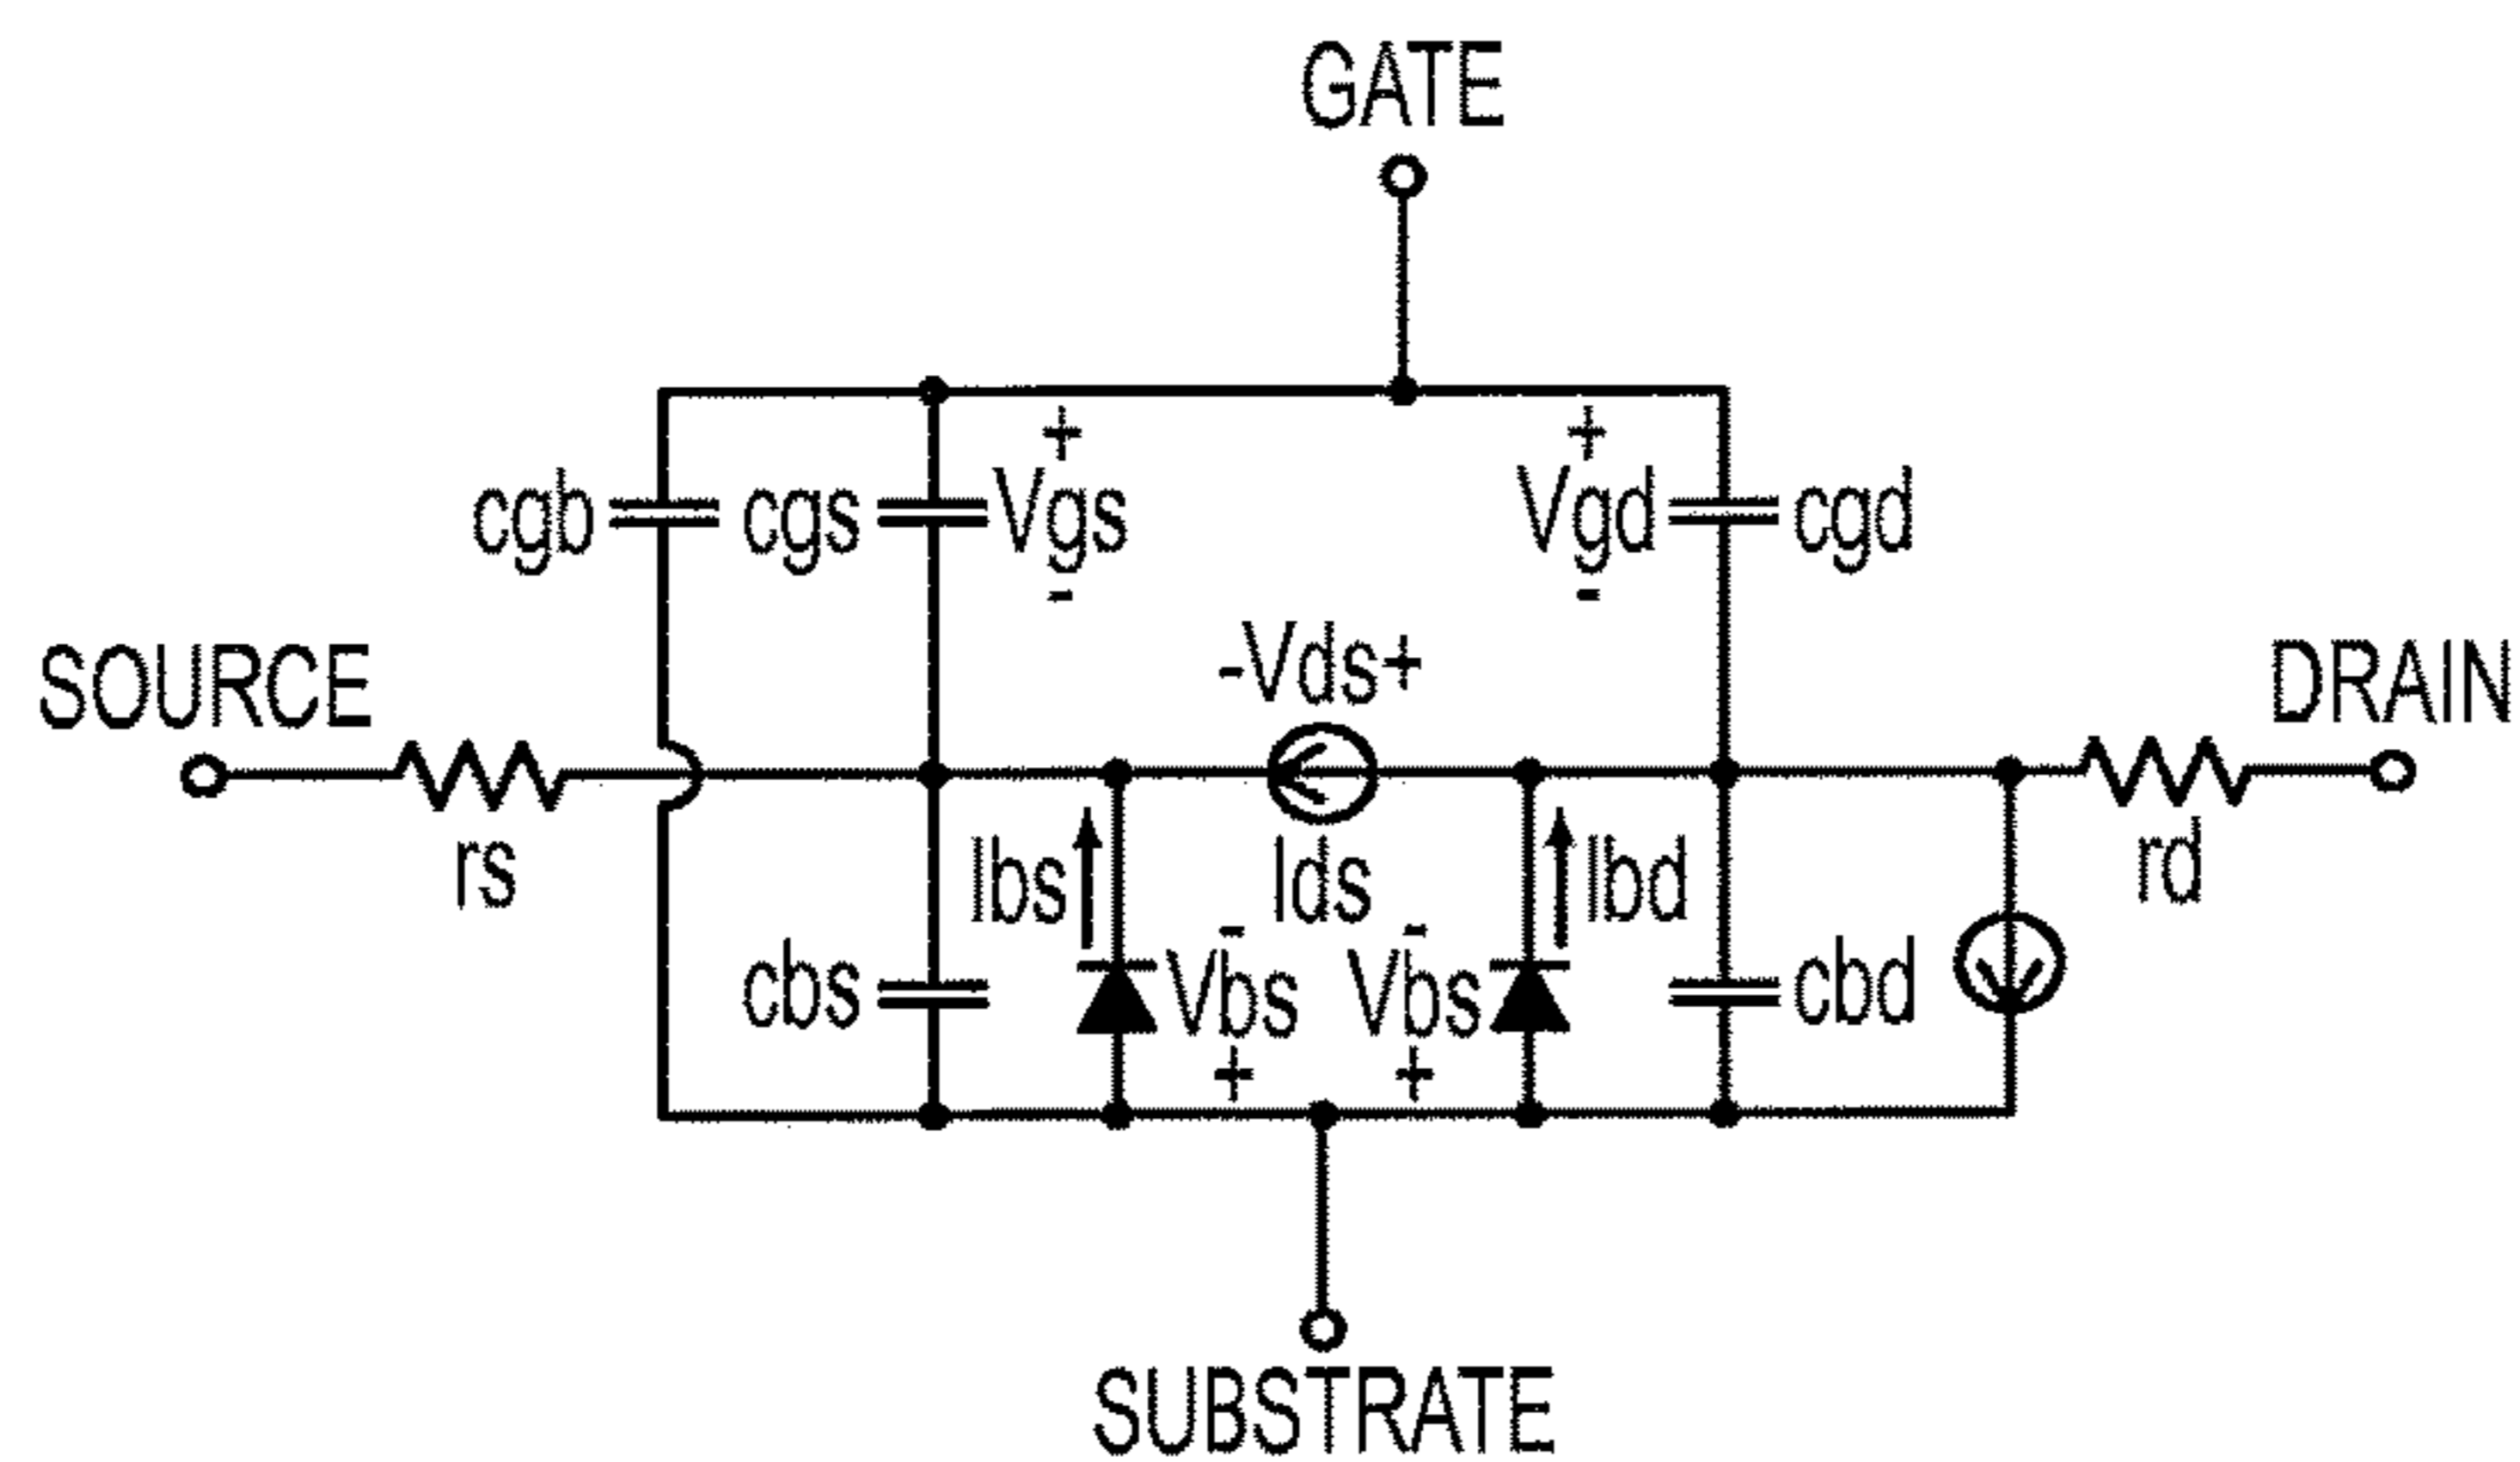 GATE
+ +
cgb cgs Vgs Vgd cgd
- -
SOURCE -Vds+ DRAIN
rs Ibs Ids Ibd rd
- -
cbs Vbs Vbs cbd
+ +
SUBSTRATE